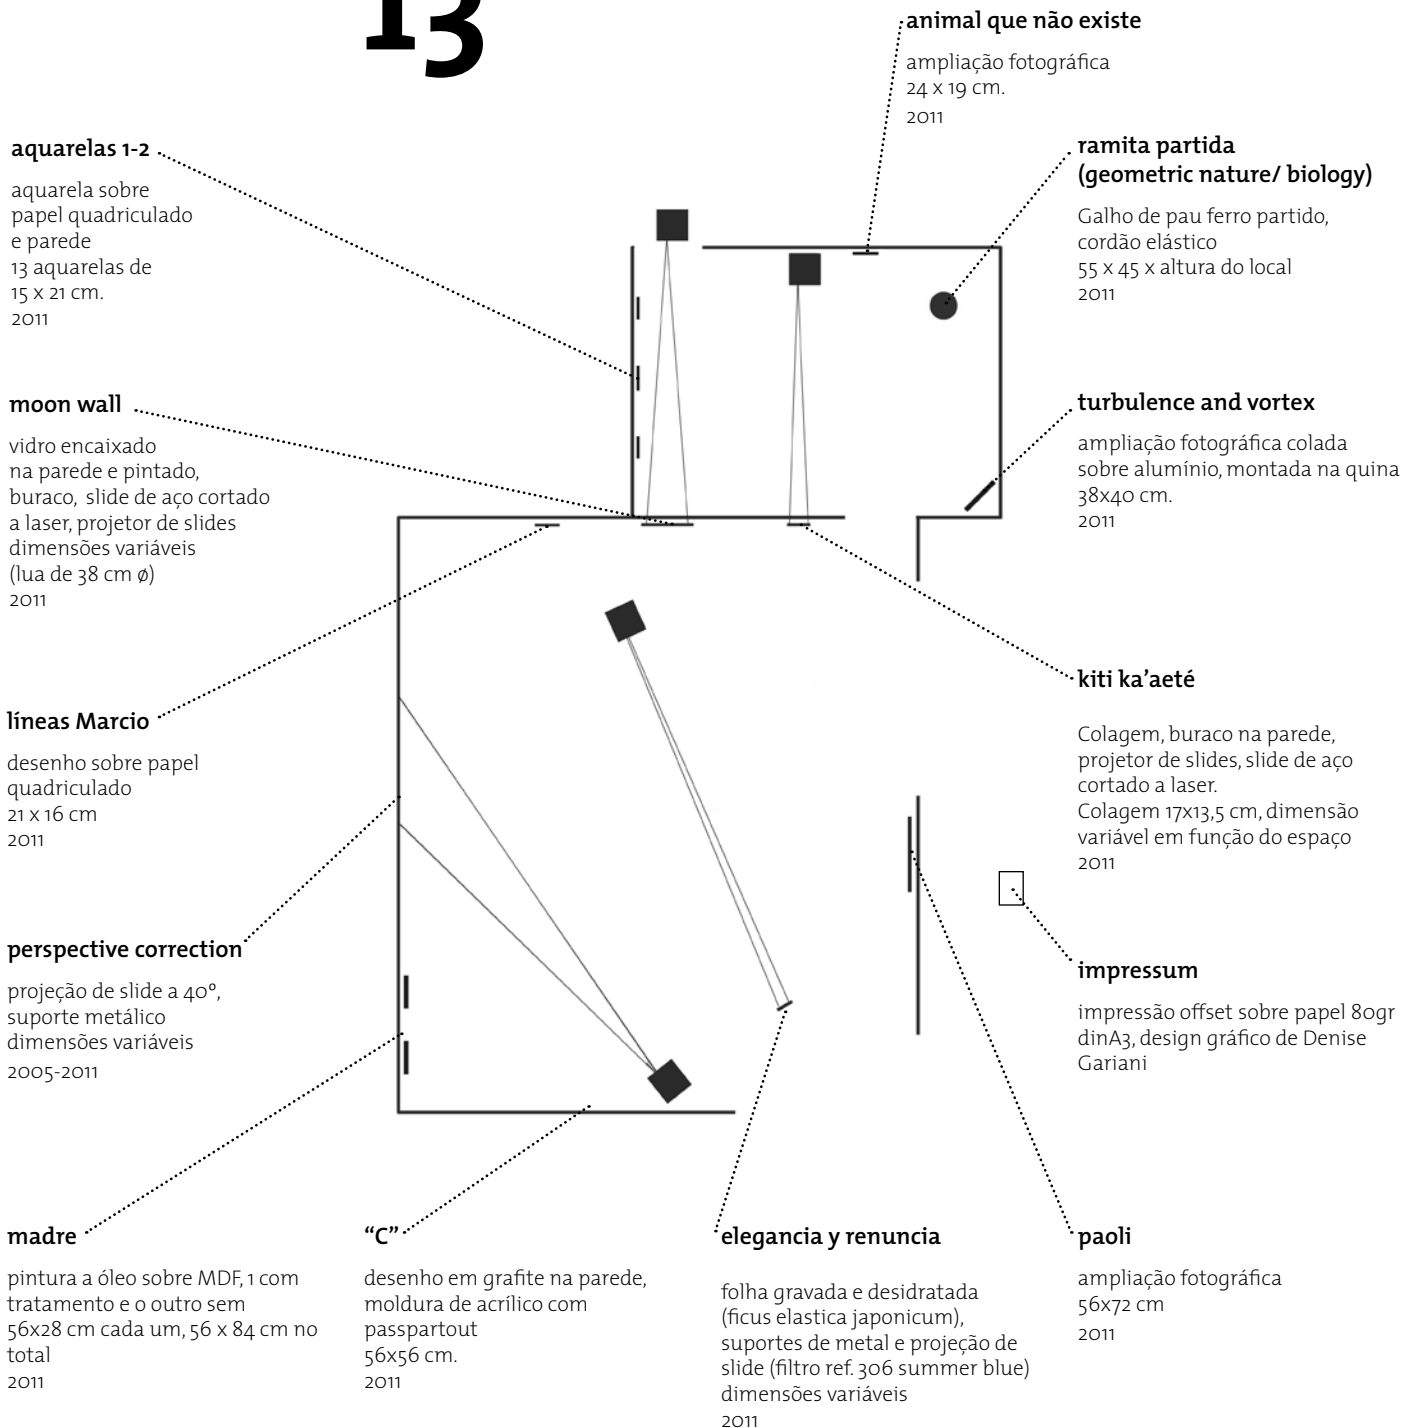 13
animal que não existe
ampliação fotográfica
24 x 19 cm.
2011
aquarelas 1-2
aquarela sobre
papel quadriculado
e parede
13 aquarelas de
15 x 21 cm.
2011
ramita partida
(geometric nature/ biology)
Galho de pau ferro partido,
cordão elástico
55 x 45 x altura do local
2011
moon wall
vidro encaixado
na parede e pintado,
buraco, slide de aço cortado
a laser, projetor de slides
dimensões variáveis
(lua de 38 cm ø)
2011
turbulence and vortex
ampliação fotográfica colada
sobre alumínio, montada na quina
38x40 cm.
2011
líneas Marcio
desenho sobre papel
quadriculado
21 x 16 cm
2011
kiti ka’aeté
Colagem, buraco na parede,
projetor de slides, slide de aço
cortado a laser.
Colagem 17x13,5 cm, dimensão
variável em função do espaço
2011
perspective correction
projeção de slide a 40º,
suporte metálico
dimensões variáveis
2005-2011
impressum
impressão offset sobre papel 80gr
dinA3, design gráfico de Denise
Gariani
madre
pintura a óleo sobre MDF, 1 com
tratamento e o outro sem
56x28 cm cada um, 56 x 84 cm no
total
2011
“C”
desenho em grafite na parede,
moldura de acrílico com
passpartout
56x56 cm.
2011
elegancia y renuncia
folha gravada e desidratada
(ficus elastica japonicum),
suportes de metal e projeção de
slide (filtro ref. 306 summer blue)
dimensões variáveis
2011
paoli
ampliação fotográfica
56x72 cm
2011